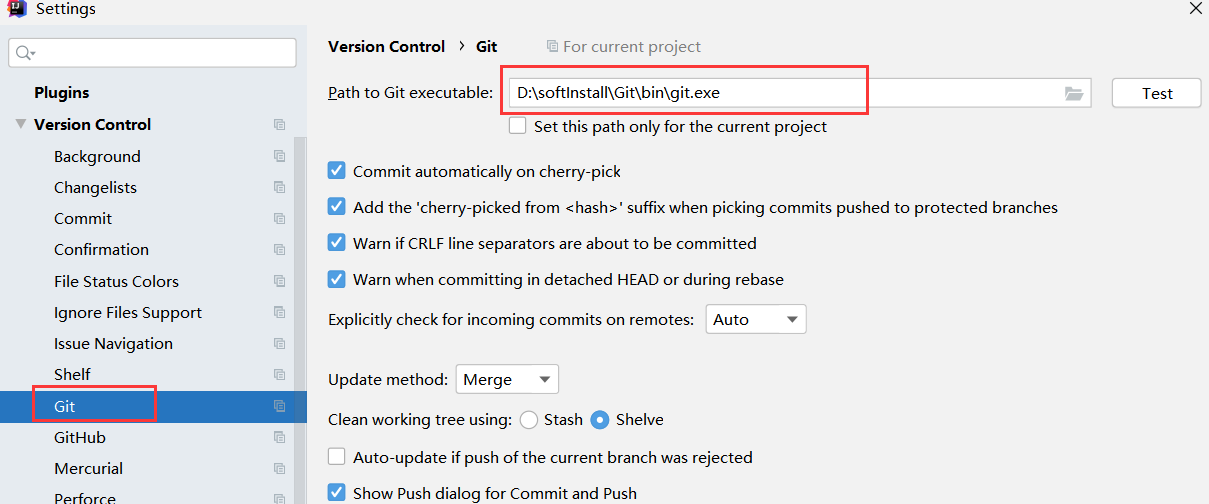 Settings
Plugins
Version Control
Background
Changelists
Commit
Confirmation
File Status Colors
Ignore Files Support
Issue Navigation
Shelf
Git
GitHub
Mercurial
Perforce
Version Control › Git For current project
Path to Git executable: D:\softInstall\Git\bin\git.exe Test
Set this path only for the current project
Commit automatically on cherry-pick
Add the 'cherry-picked from <hash>' suffix when picking commits pushed to protected branches
Warn if CRLF line separators are about to be committed
Warn when committing in detached HEAD or during rebase
Explicitly check for incoming commits on remotes: Auto
Update method: Merge
Clean working tree using: Stash Shelve
Auto-update if push of the current branch was rejected
Show Push dialog for Commit and Push